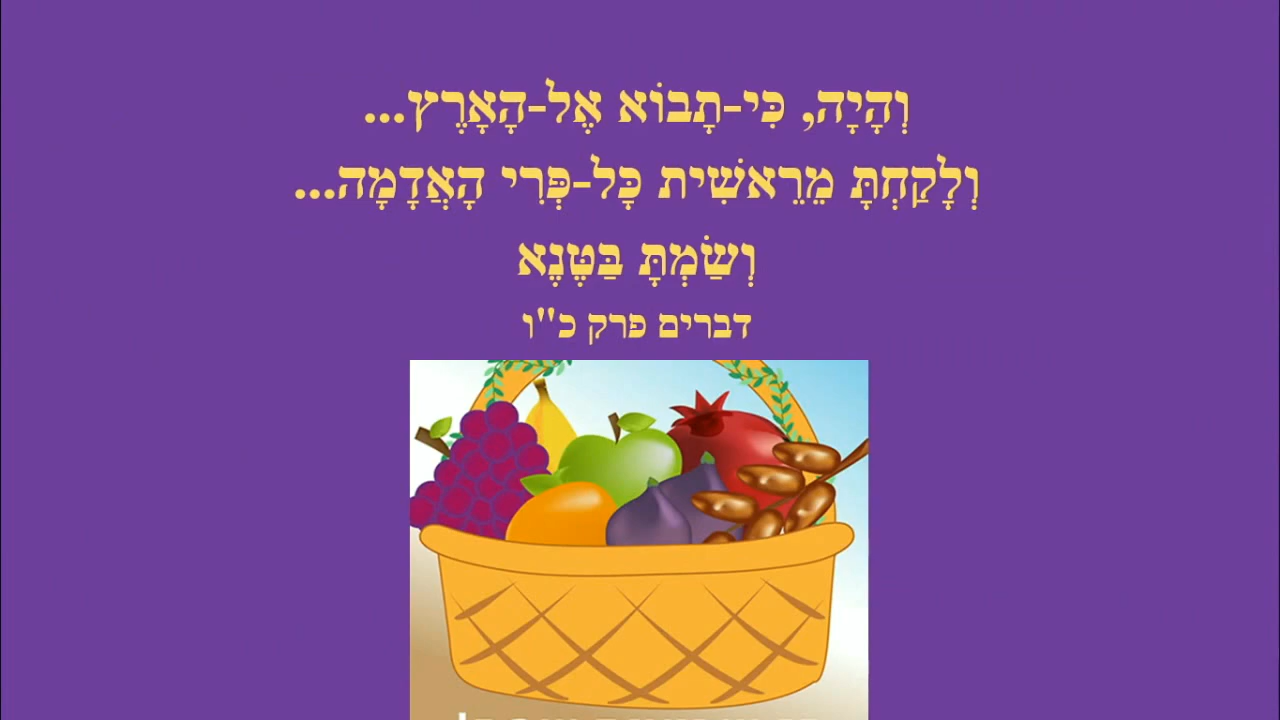 וְהָיָה, כִּי-תָבוֹא אֶל-הָאָרֶץ...
וְלָקַחְתָּ מֵרֵאשִׁית כָּל-פְּרִי הָאֲדָמָה...
וְשַׂמְתָּ בַּטֶּנֶא
דברים פרק כ"ו